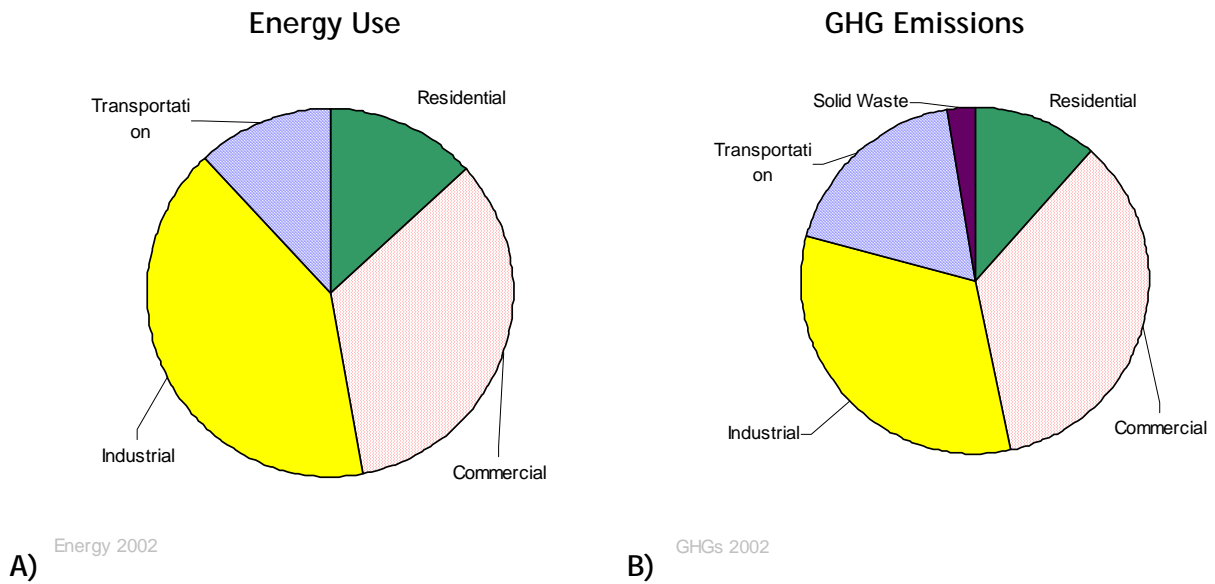 Energy Use
Transportati
on
Residential
Industrial
Commercial
Energy 2002
A)
GHG Emissions
Solid Waste
Residential
Transportati
on
Industrial
Commercial
GHGs 2002
B)